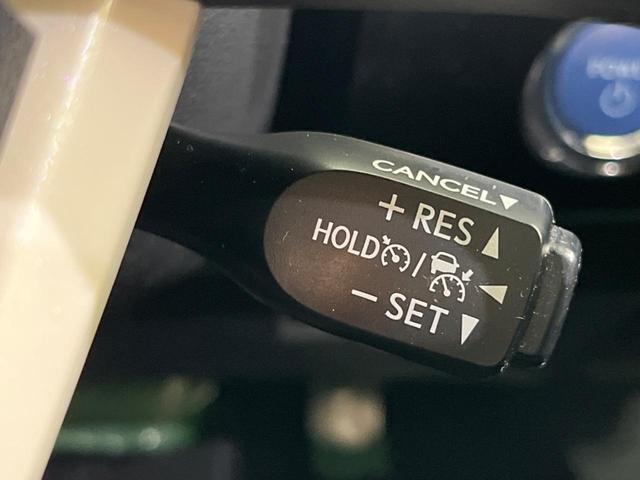 CANCEL▼
+ RES ▲
HOLD / ◀
− SET ▼